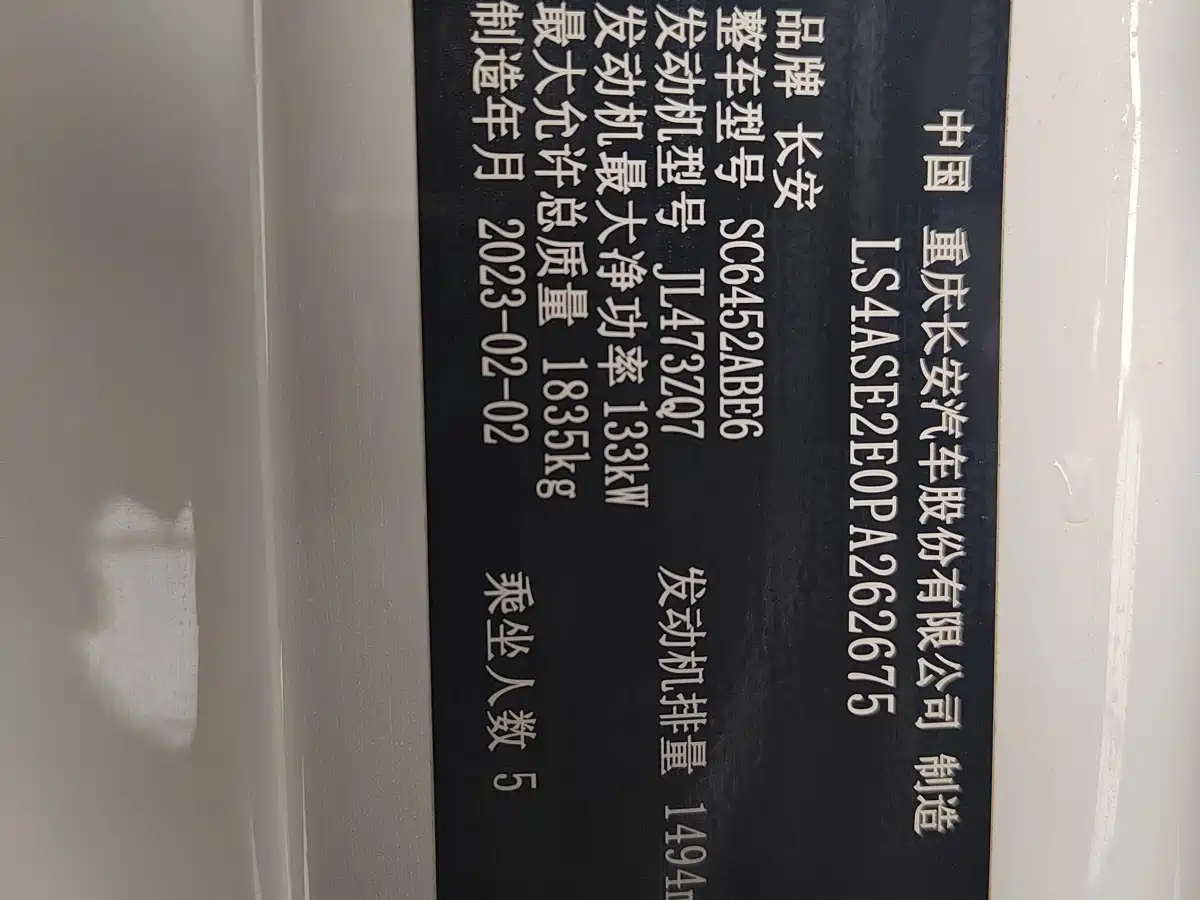 中国 重庆长安汽车股份有限公司 制造
LS4ASE2E0PA262675
品牌 长安
整车型号 SC6452ABE6
发动机型号 JL473ZQ7 发动机排量 1494m
发动机最大净功率 133kW
最大允许总质量 1835kg
制造年月 2023-02-02 乘坐人数 5